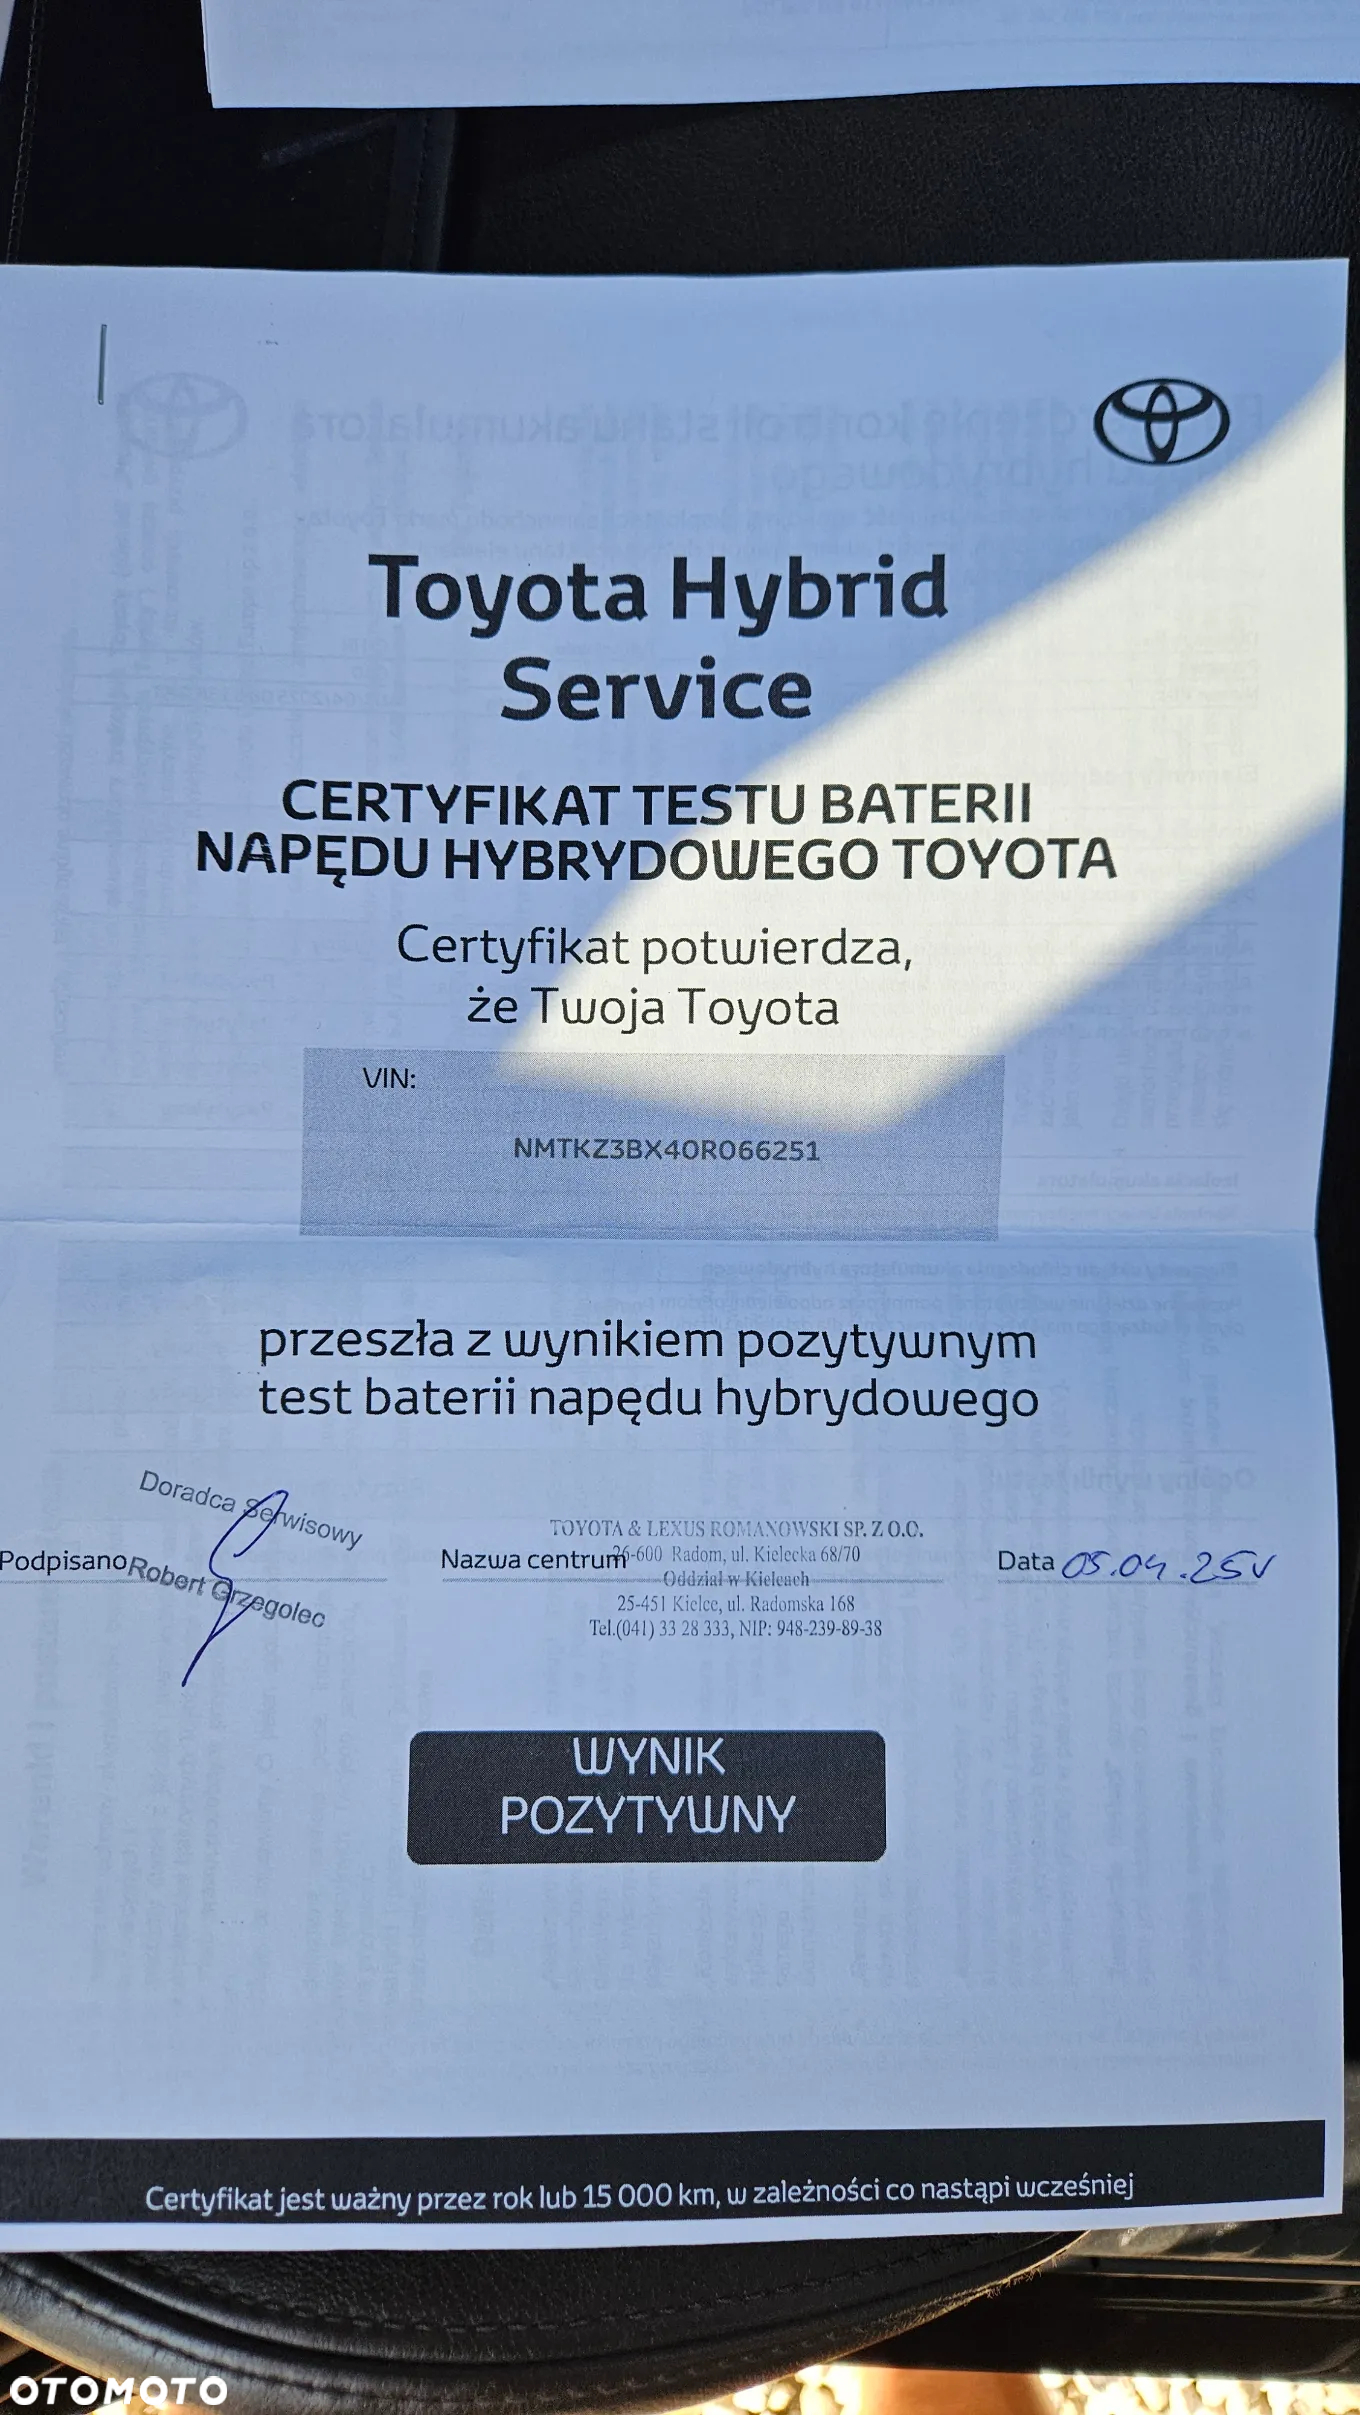 Toyota Hybrid
Service
CERTYFIKAT TESTU BATERII
NAPĘDU HYBRYDOWEGO TOYOTA
Certyfikat potwierdza,
że Twoja Toyota
VIN:
NMTKZ3BX40R066251
przeszła z wynikiem pozytywnym
test baterii napędu hybrydowego
Doradca Serwisowy
Podpisano Robert Grzegolec
TOYOTA & LEXUS ROMANOWSKI SP. Z O.O.
Nazwa centrum 26-600 Radom, ul. Kielecka 68/70
Oddział w Kielcach
25-451 Kielce, ul. Radomska 168
Tel.(041) 33 28 333, NIP: 948-239-89-38
Data 05.04.25
WYNIK
POZYTYWNY
Certyfikat jest ważny przez rok lub 15 000 km, w zależności co nastąpi wcześniej
OTOMOTO